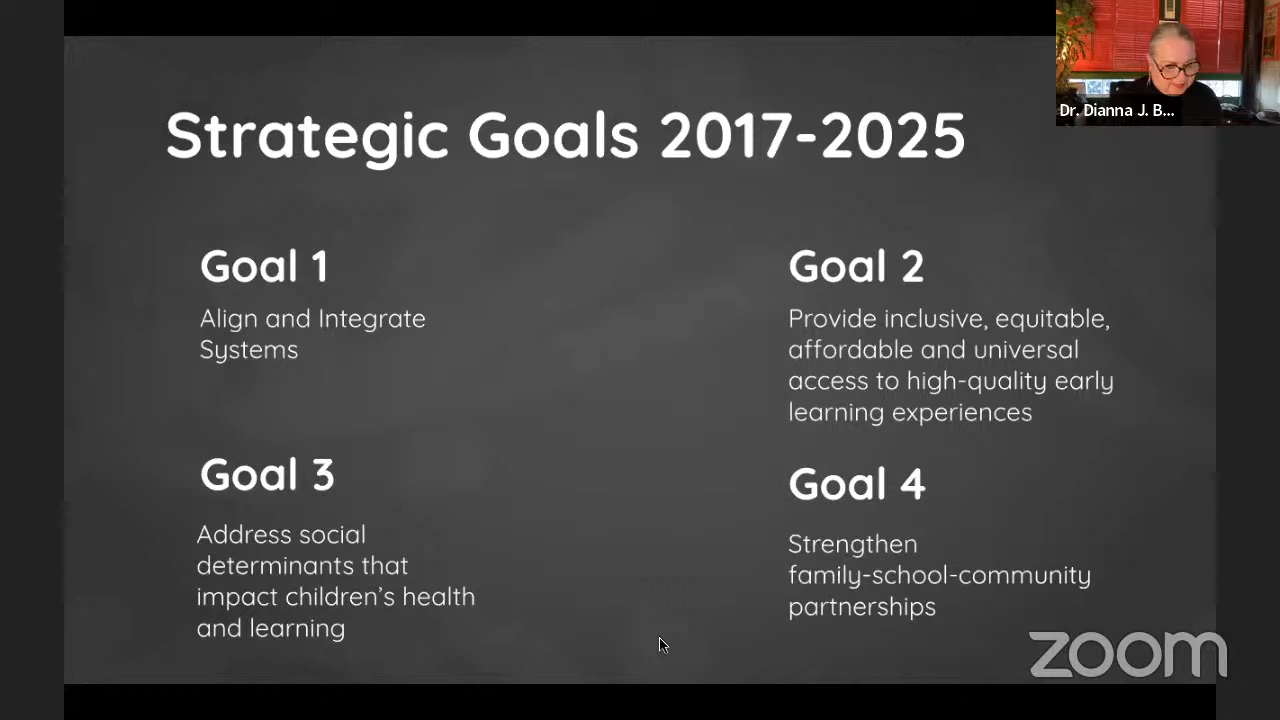 Strategic Goals 2017-2025
Dr. Dianna J. B...
Goal 1
Align and Integrate
Systems
Goal 2
Provide inclusive, equitable,
affordable and universal
access to high-quality early
learning experiences
Goal 3
Address social
determinants that
impact children’s health
and learning
Goal 4
Strengthen
family-school-community
partnerships
zoom